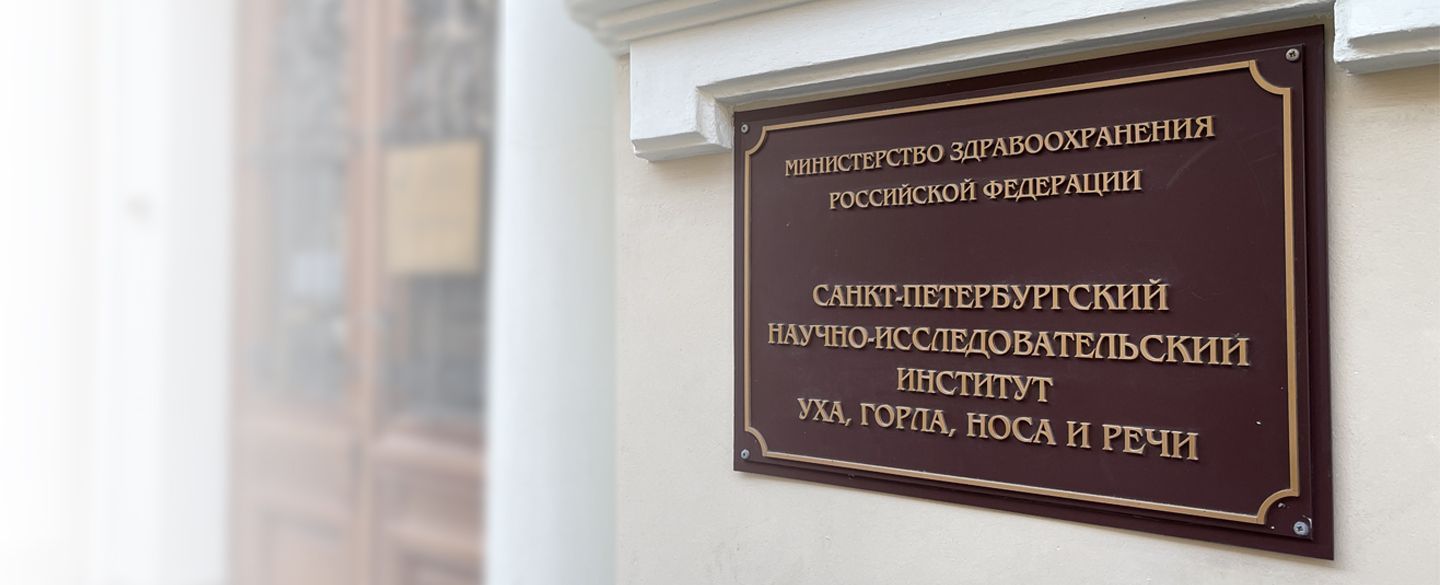 МИНИСТЕРСТВО ЗДРАВООХРАНЕНИЯ
РОССИЙСКОЙ ФЕДЕРАЦИИ
САНКТ-ПЕТЕРБУРГСКИЙ
НАУЧНО-ИССЛЕДОВАТЕЛЬСКИЙ
ИНСТИТУТ
УХА, ГОРЛА, НОСА И РЕЧИ